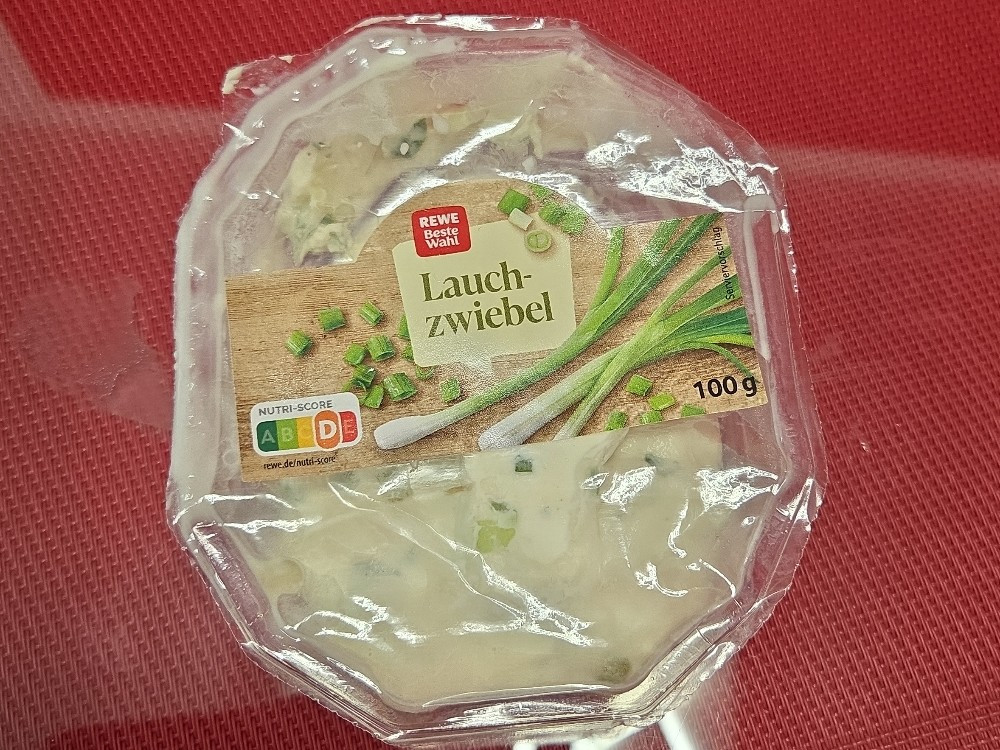 REWE
Beste
Wahl
Lauch-
zwiebel
Serviervorschlag
100 g
NUTRI-SCORE
A B C D E
rewe.de/nutri-score